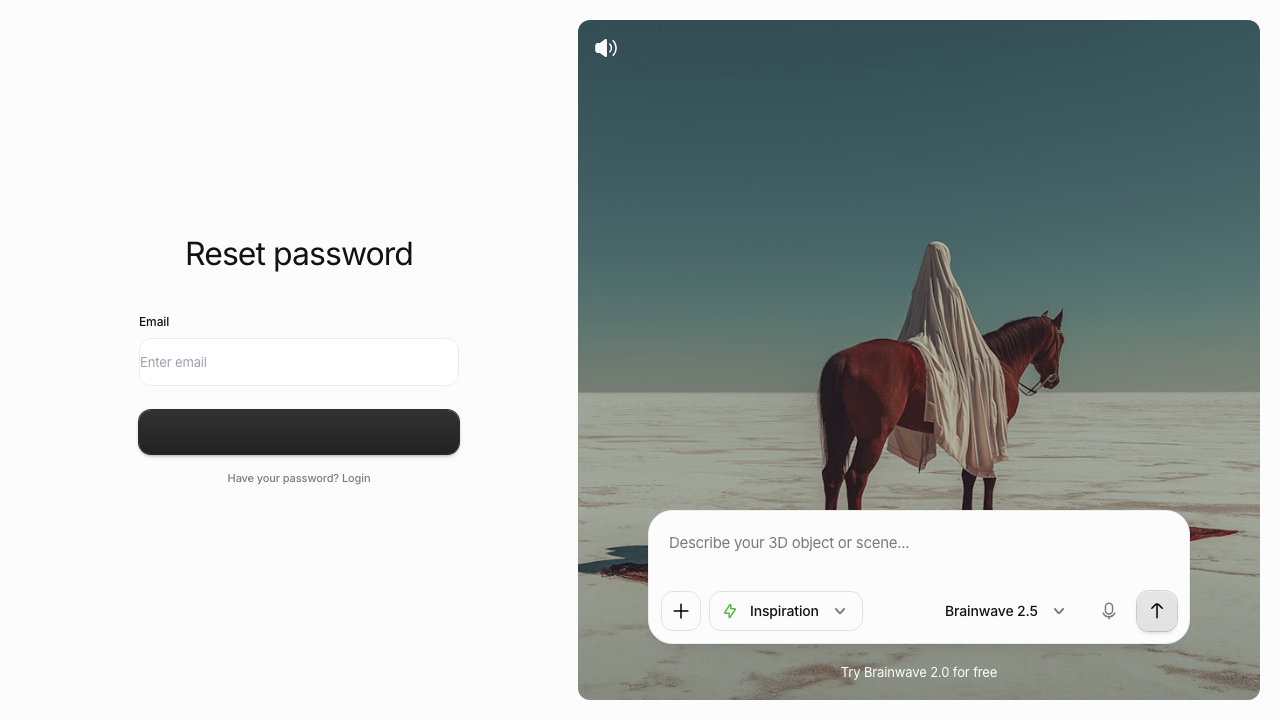 Reset password
Email
Enter email
Have your password? Login
Describe your 3D object or scene...
Inspiration
Brainwave 2.5
Try Brainwave 2.0 for free